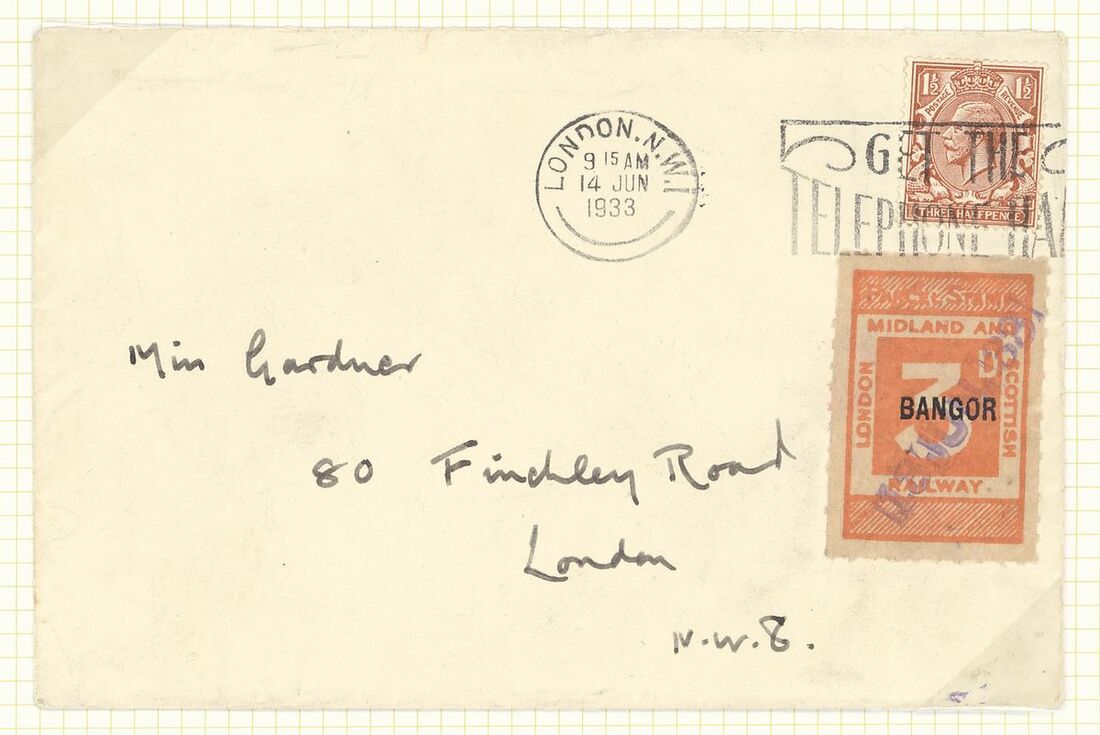 1½ 1½
POSTAGE REVENUE
THREE HALFPENCE
LONDON.N.W.1
9 15 AM
14 JUN
1933
GET THE
TELEPHONE HA
MIDLAND AND
LONDON
SCOTTISH
3D
BANGOR
RAILWAY
Miss Gardner
80 Finchley Road
London
N.W.8.